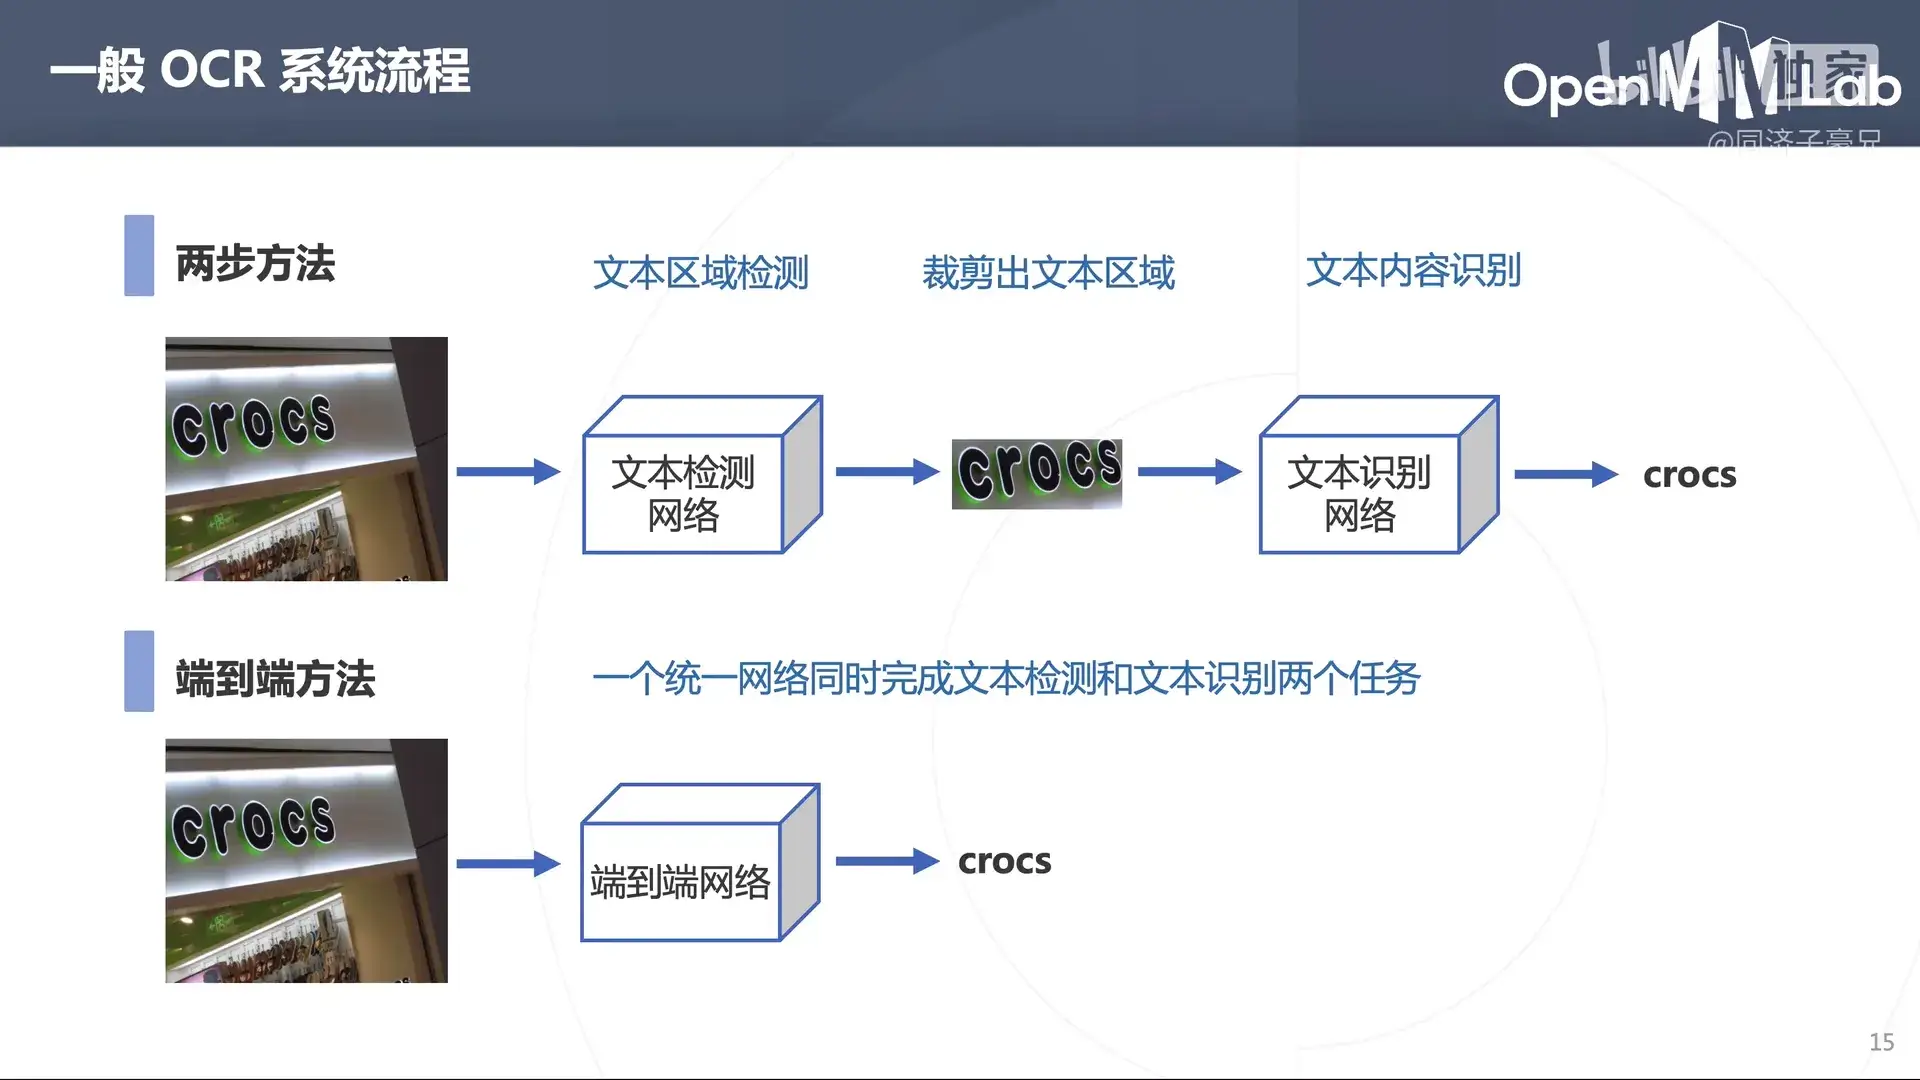 一般 OCR 系统流程
OpenMMLab
bilibili 独家
@同济子豪兄
两步方法
文本区域检测
裁剪出文本区域
文本内容识别
crocs
文本检测
网络
crocs
文本识别
网络
crocs
端到端方法
一个统一网络同时完成文本检测和文本识别两个任务
crocs
端到端网络
crocs
15